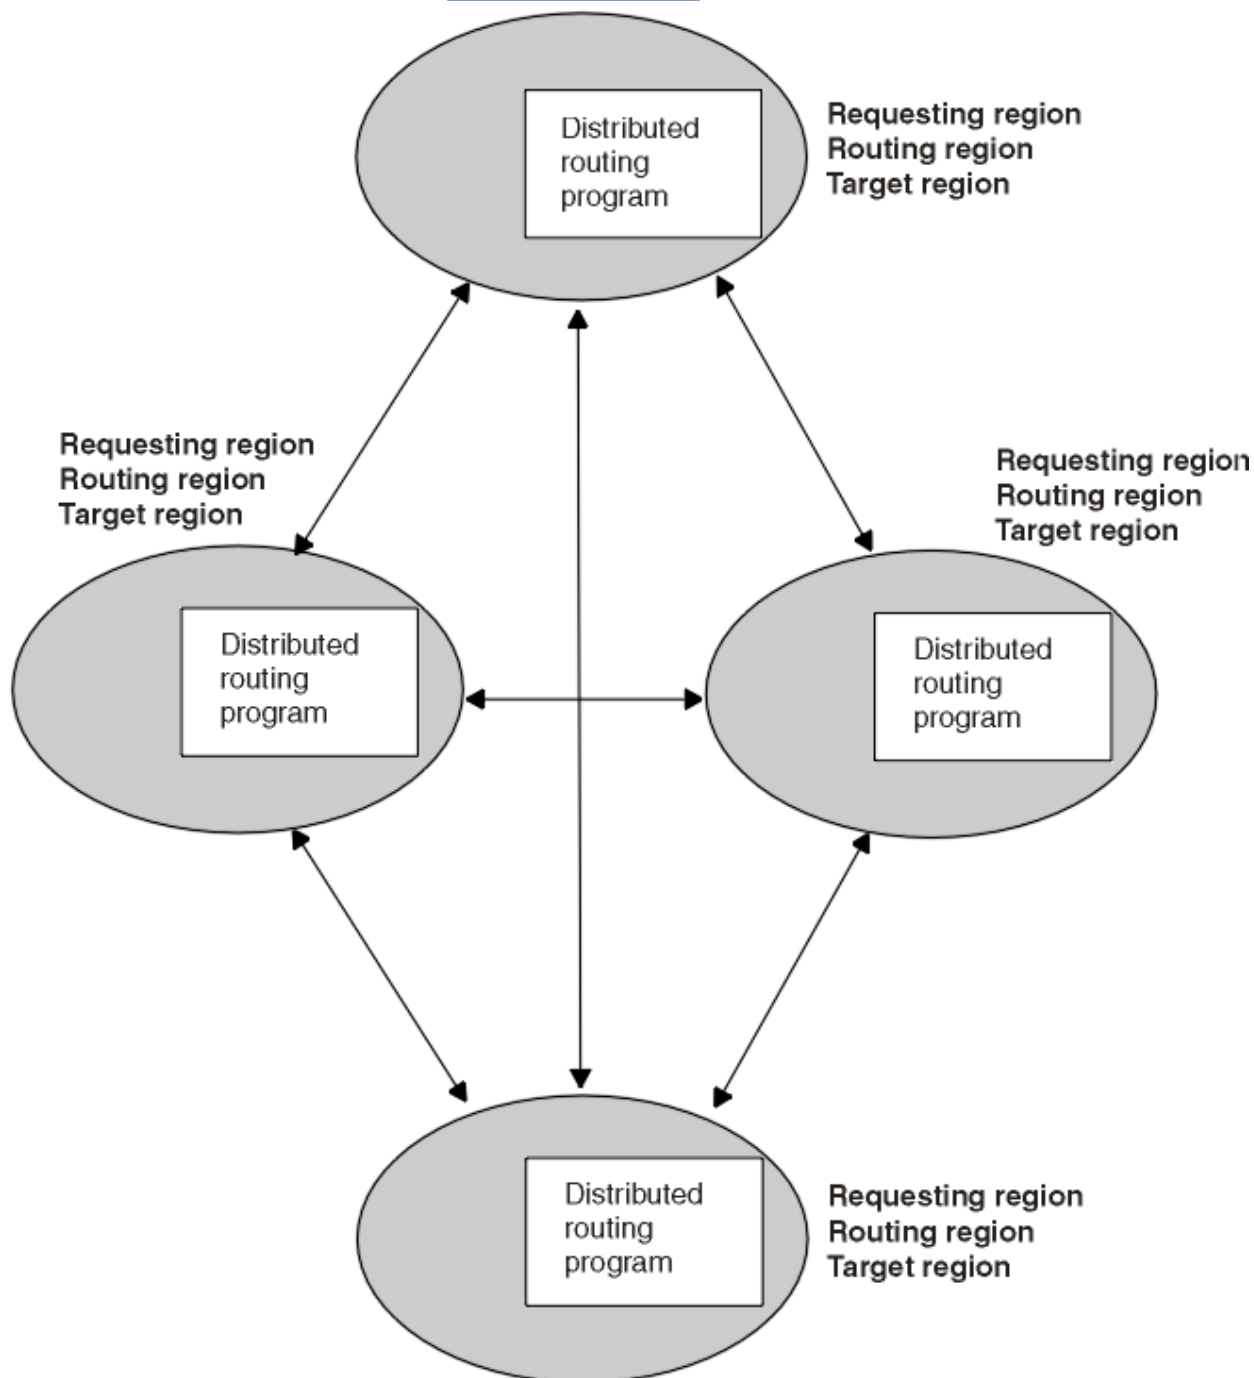 Distributed
routing
program
Requesting region
Routing region
Target region
Requesting region
Routing region
Target region
Requesting region
Routing region
Target region
Distributed
routing
program
Distributed
routing
program
Distributed
routing
program
Requesting region
Routing region
Target region